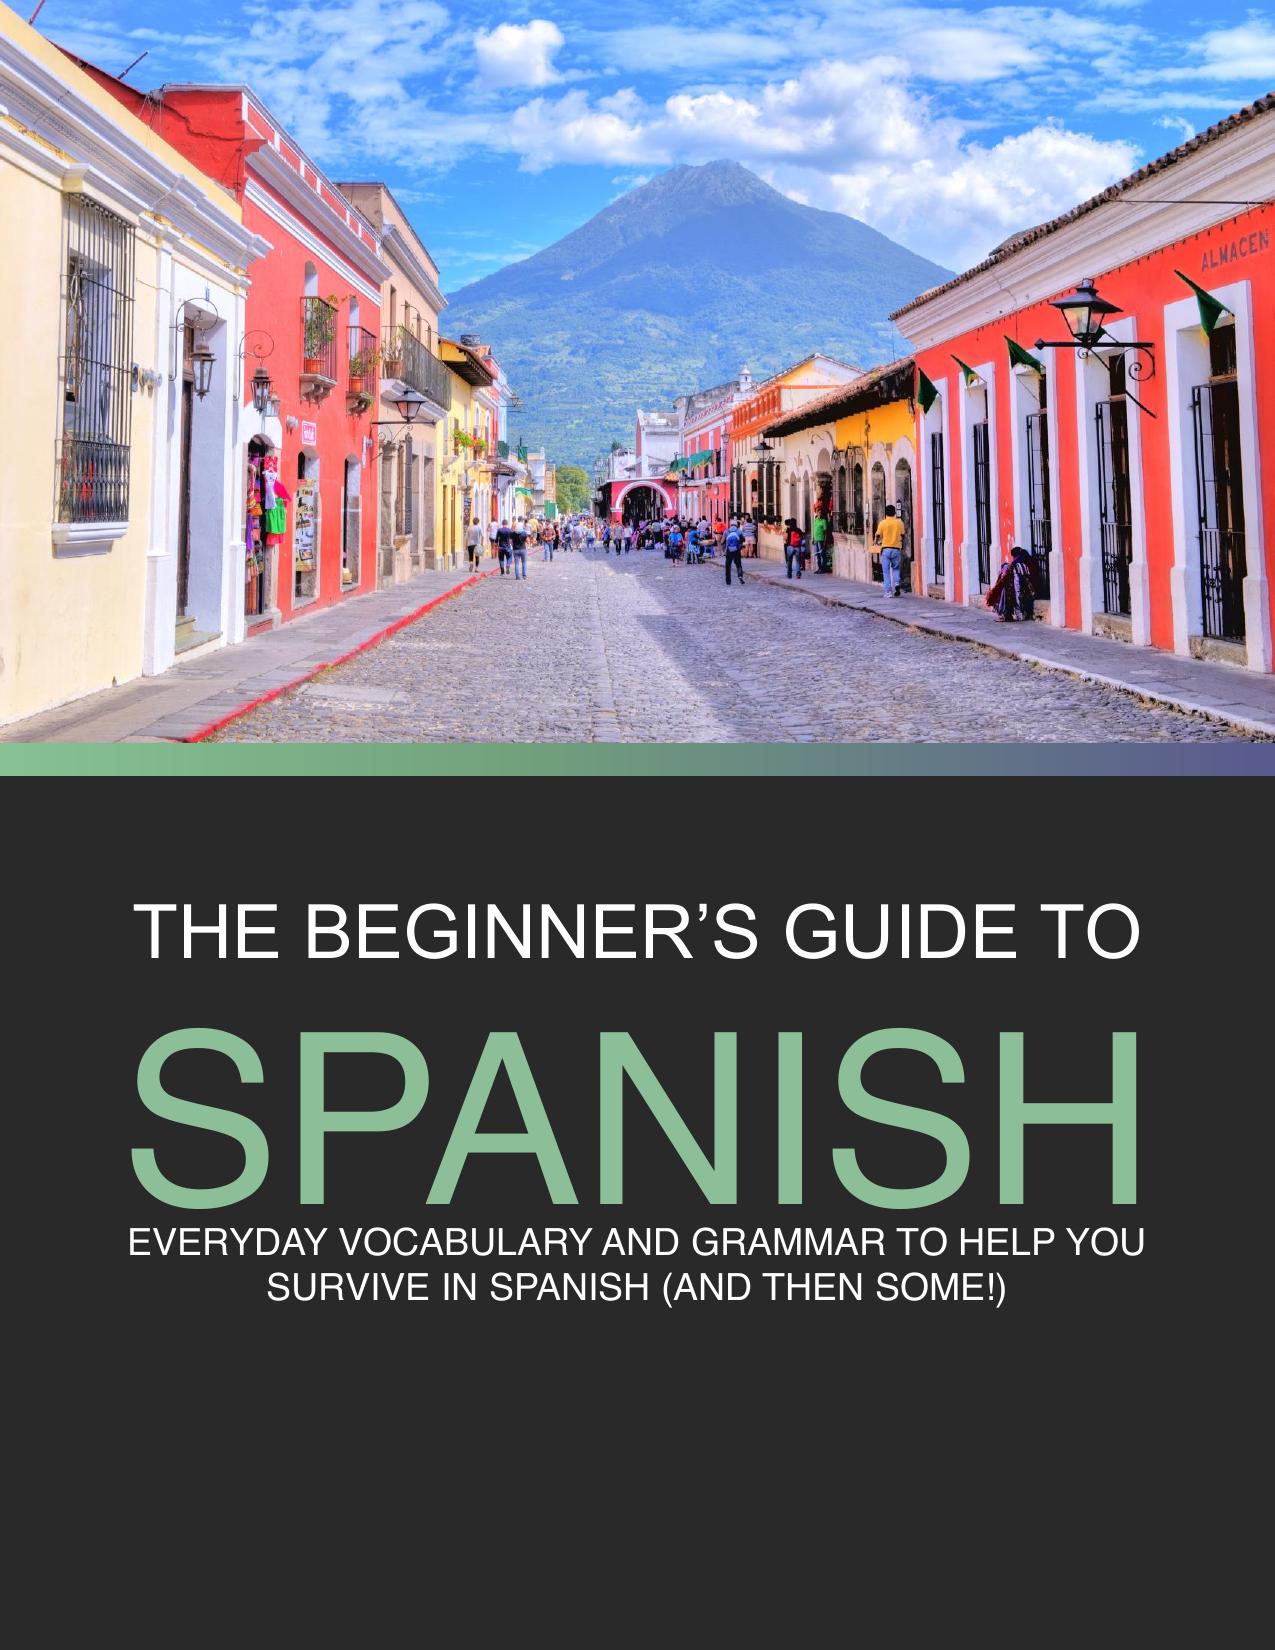 ALMACEN
THE BEGINNER’S GUIDE TO
SPANISH
EVERYDAY VOCABULARY AND GRAMMAR TO HELP YOU
SURVIVE IN SPANISH (AND THEN SOME!)